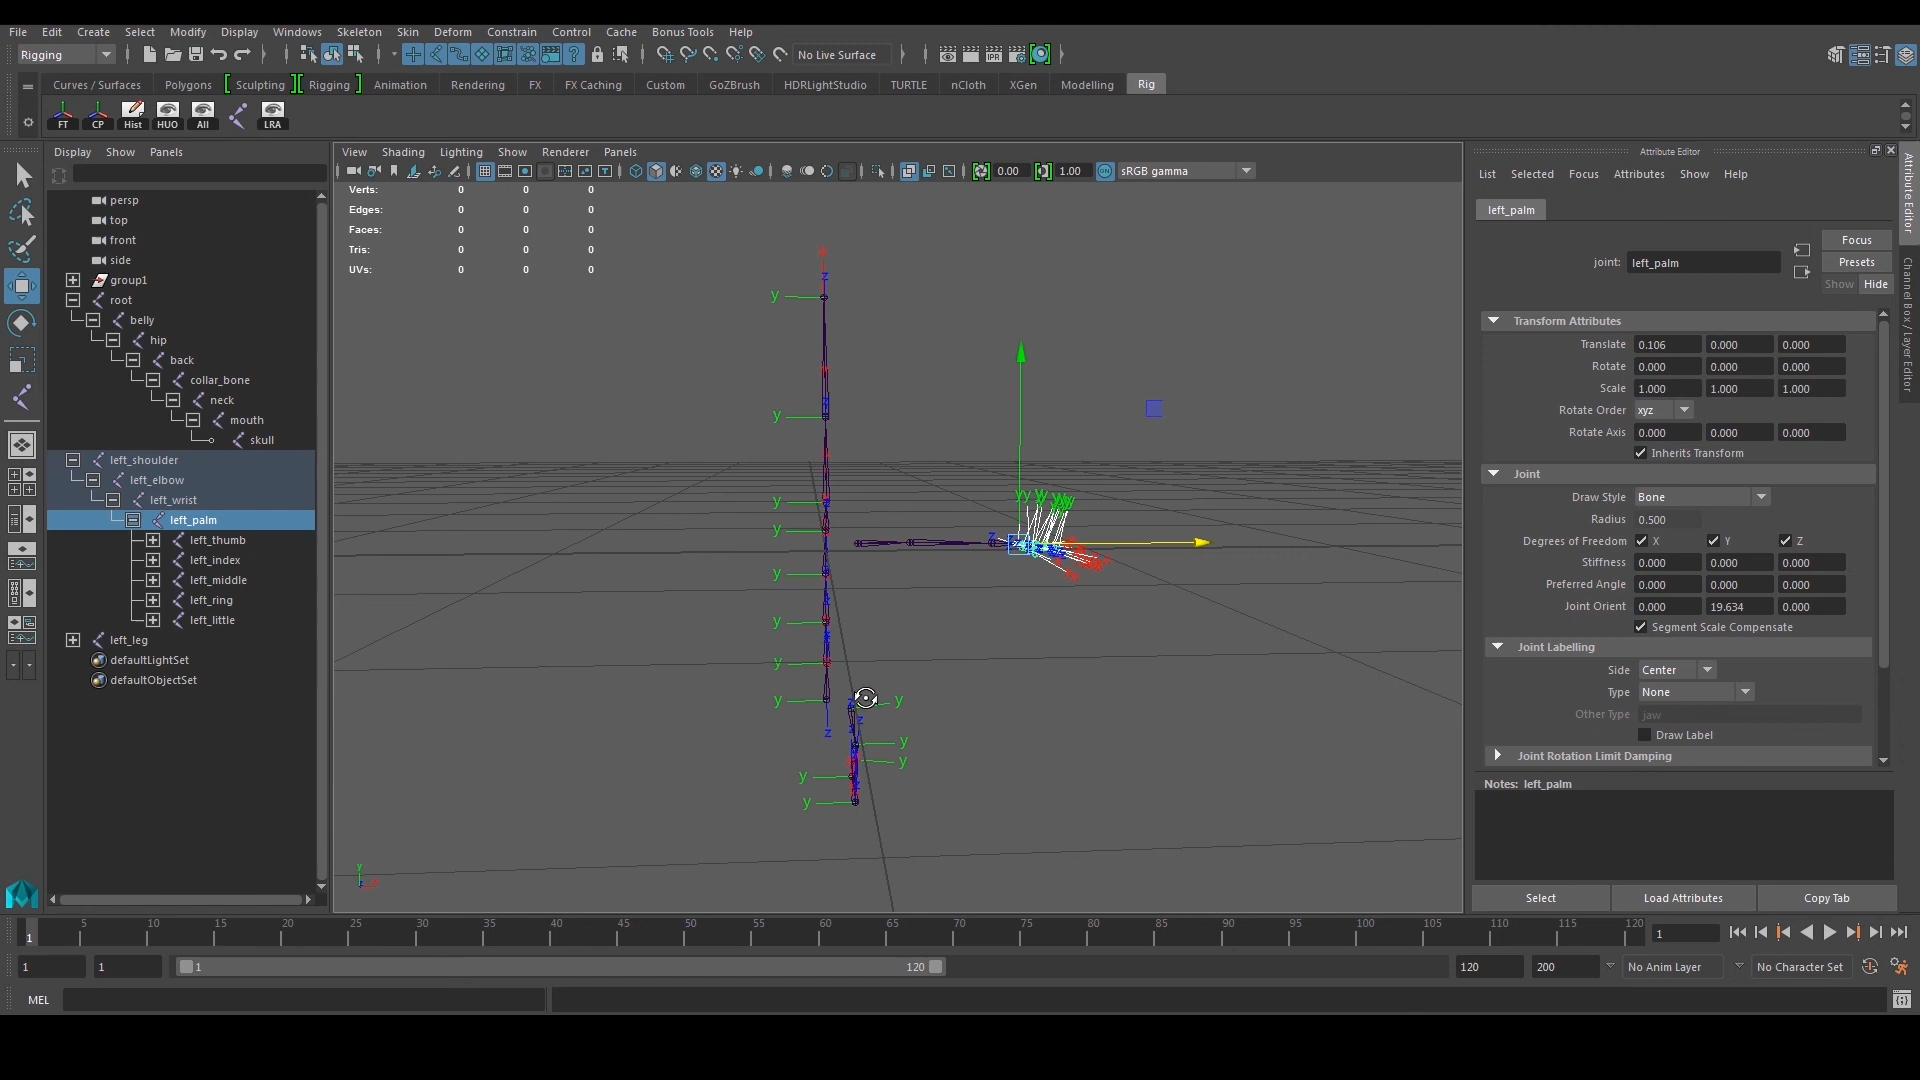 File Edit Create Select Modify Display Windows Skeleton Skin Deform Constrain Control Cache Bonus Tools Help
Rigging No Live Surface
Curves / Surfaces Polygons Sculpting Rigging Animation Rendering FX FX Caching Custom GoZBrush HDRLightStudio TURTLE nCloth XGen Modelling Rig
FT CP Hist HUO All LRA
Display Show Panels
View Shading Lighting Show Renderer Panels
0.00 1.00 ON sRGB gamma
Verts: 0 0 0
Edges: 0 0 0
Faces: 0 0 0
Tris: 0 0 0
UVs: 0 0 0
persp
top
front
side
group1
root
belly
hip
back
collar_bone
neck
mouth
skull
left_shoulder
left_elbow
left_wrist
left_palm
left_thumb
left_index
left_middle
left_ring
left_little
left_leg
defaultLightSet
defaultObjectSet
Attribute Editor
List Selected Focus Attributes Show Help
left_palm
joint: left_palm
Focus
Presets
Show Hide
Transform Attributes
Translate 0.106 0.000 0.000
Rotate 0.000 0.000 0.000
Scale 1.000 1.000 1.000
Rotate Order xyz
Rotate Axis 0.000 0.000 0.000
Inherits Transform
Joint
Draw Style Bone
Radius 0.500
Degrees of Freedom X Y Z
Stiffness 0.000 0.000 0.000
Preferred Angle 0.000 0.000 0.000
Joint Orient 0.000 19.634 0.000
Segment Scale Compensate
Joint Labelling
Side Center
Type None
Other Type jaw
Draw Label
Joint Rotation Limit Damping
Notes: left_palm
Select Load Attributes Copy Tab
Attribute Editor
Channel Box / Layer Editor
1 5 10 15 20 25 30 35 40 45 50 55 60 65 70 75 80 85 90 95 100 105 110 115 120 1
1 1 1 120 120 200 No Anim Layer No Character Set
MEL